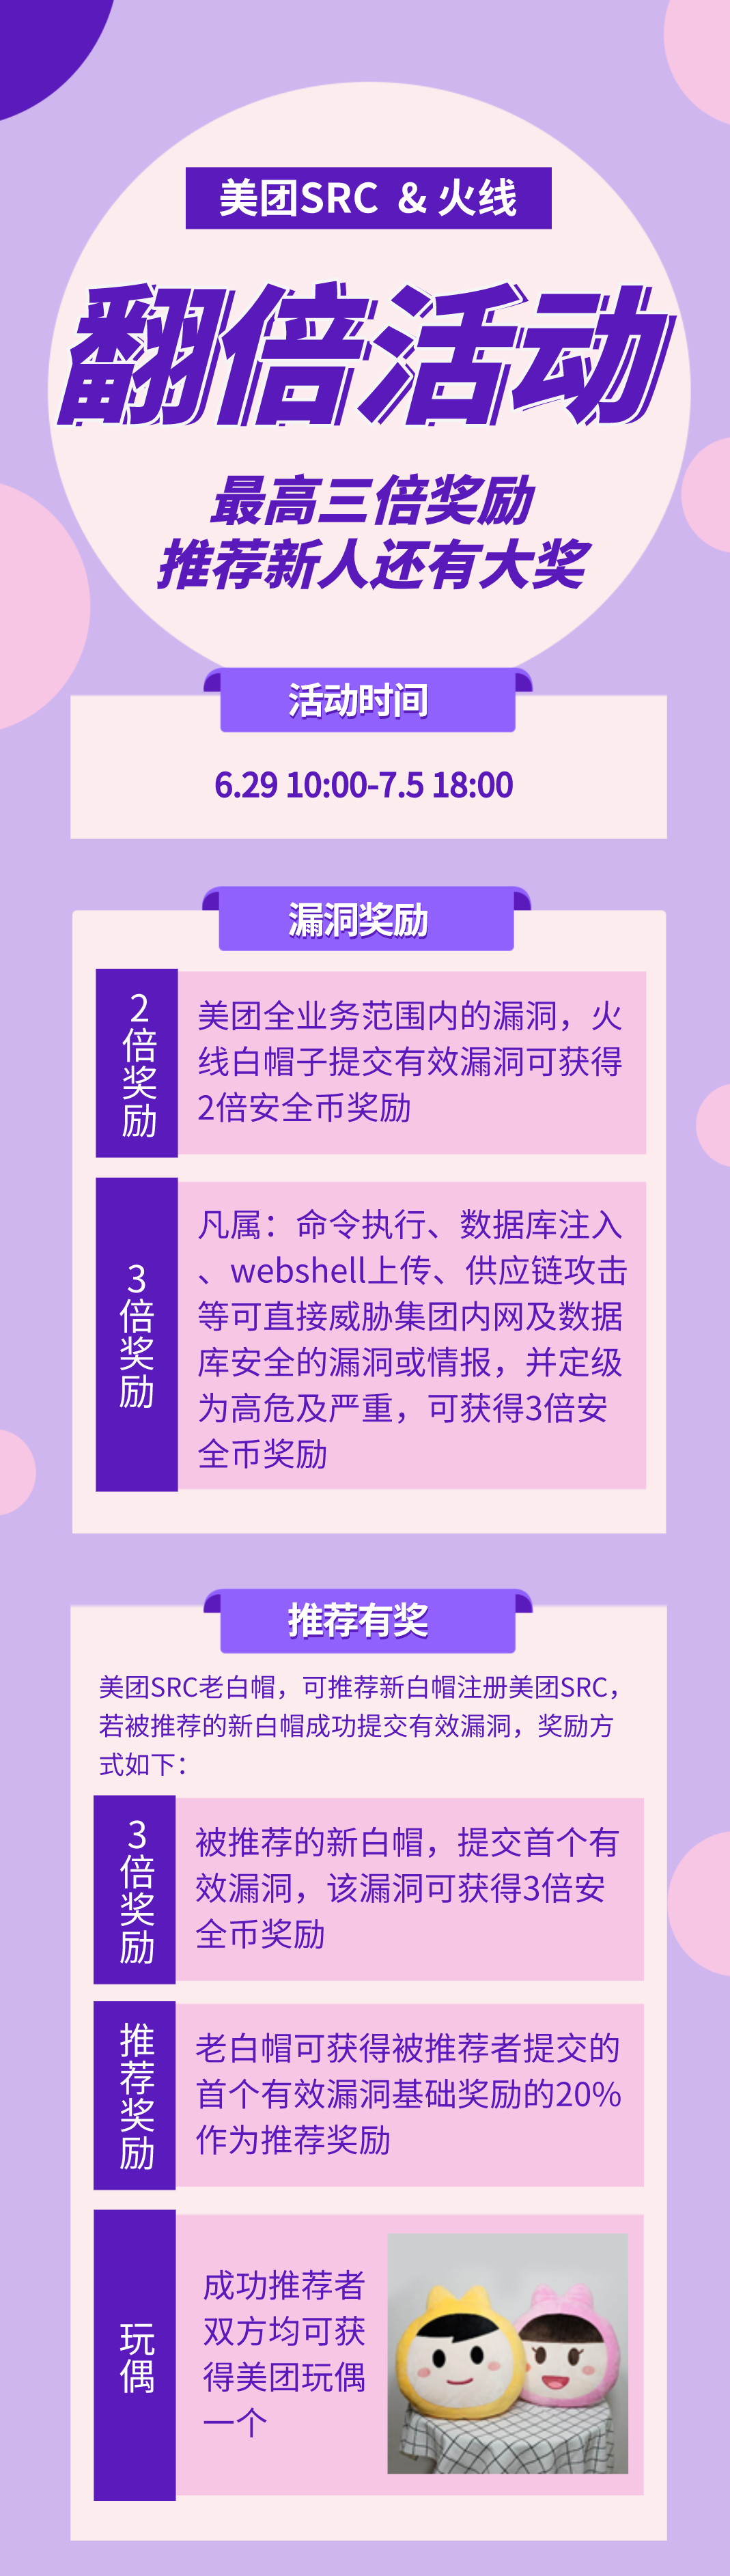 美团SRC & 火线
翻倍活动
最高三倍奖励
推荐新人还有大奖
活动时间
6.29 10:00-7.5 18:00
漏洞奖励
2倍奖励
美团全业务范围内的漏洞，火
线白帽子提交有效漏洞可获得
2倍安全币奖励
3倍奖励
凡属：命令执行、数据库注入
、webshell上传、供应链攻击
等可直接威胁集团内网及数据
库安全的漏洞或情报，并定级
为高危及严重，可获得3倍安
全币奖励
推荐有奖
美团SRC老白帽，可推荐新白帽注册美团SRC，
若被推荐的新白帽成功提交有效漏洞，奖励方
式如下：
3倍奖励
被推荐的新白帽，提交首个有
效漏洞，该漏洞可获得3倍安
全币奖励
推荐奖励
老白帽可获得被推荐者提交的
首个有效漏洞基础奖励的20%
作为推荐奖励
玩偶
成功推荐者
双方均可获
得美团玩偶
一个